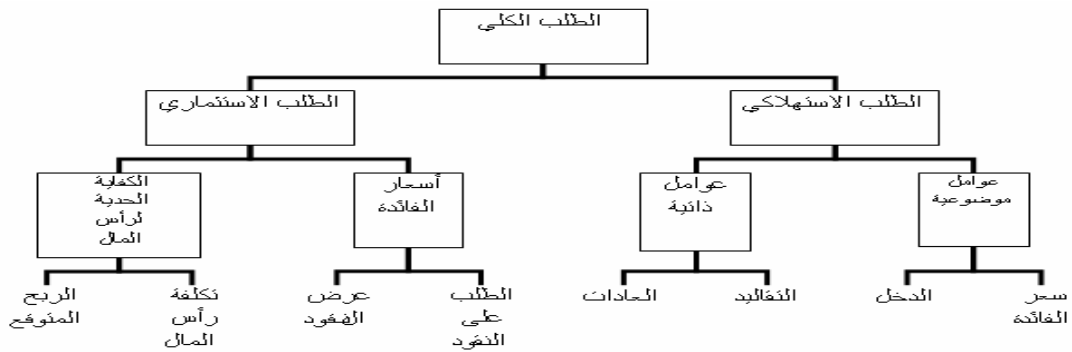 الطلب الكلي
الطلب الاستهلاكي
الطلب الاستثماري
عوامل
موضوعية
عوامل
ذاتية
أسعار
الفائدة
الكفاية
الحدية
لرأس
المال
سعر
الفائدة
الدخل
التقاليد
العادات
الطلب
على
النقود
عرض
النقود
تكلفة
رأس
المال
الربح
المتوقع